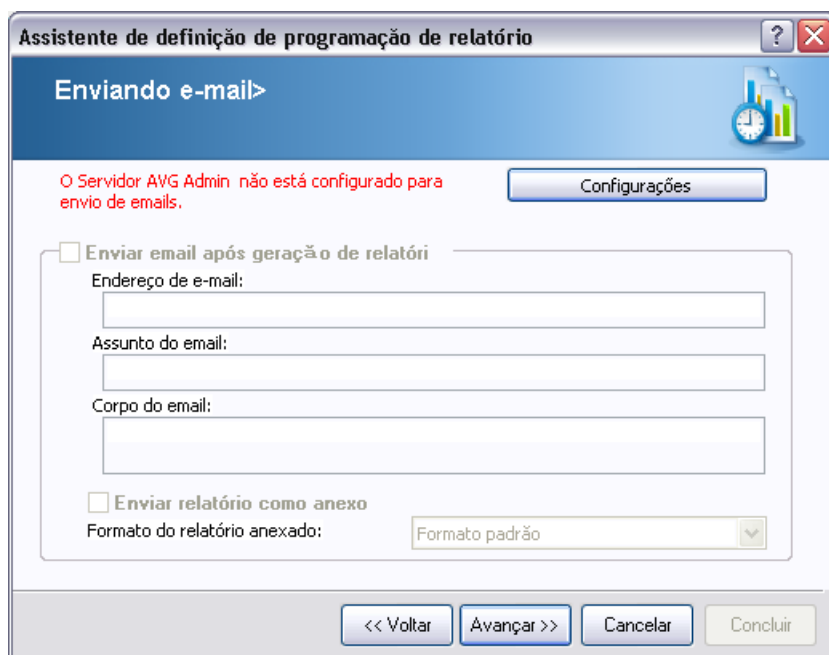 Assistente de definição de programação de relatório
Enviando e-mail>
O Servidor AVG Admin não está configurado para
envio de emails.
Configurações
Enviar email após geração de relatóri
Endereço de e-mail:
Assunto do email:
Corpo do email:
Enviar relatório como anexo
Formato do relatório anexado:
Formato padrão
<< Voltar
Avançar >>
Cancelar
Concluir